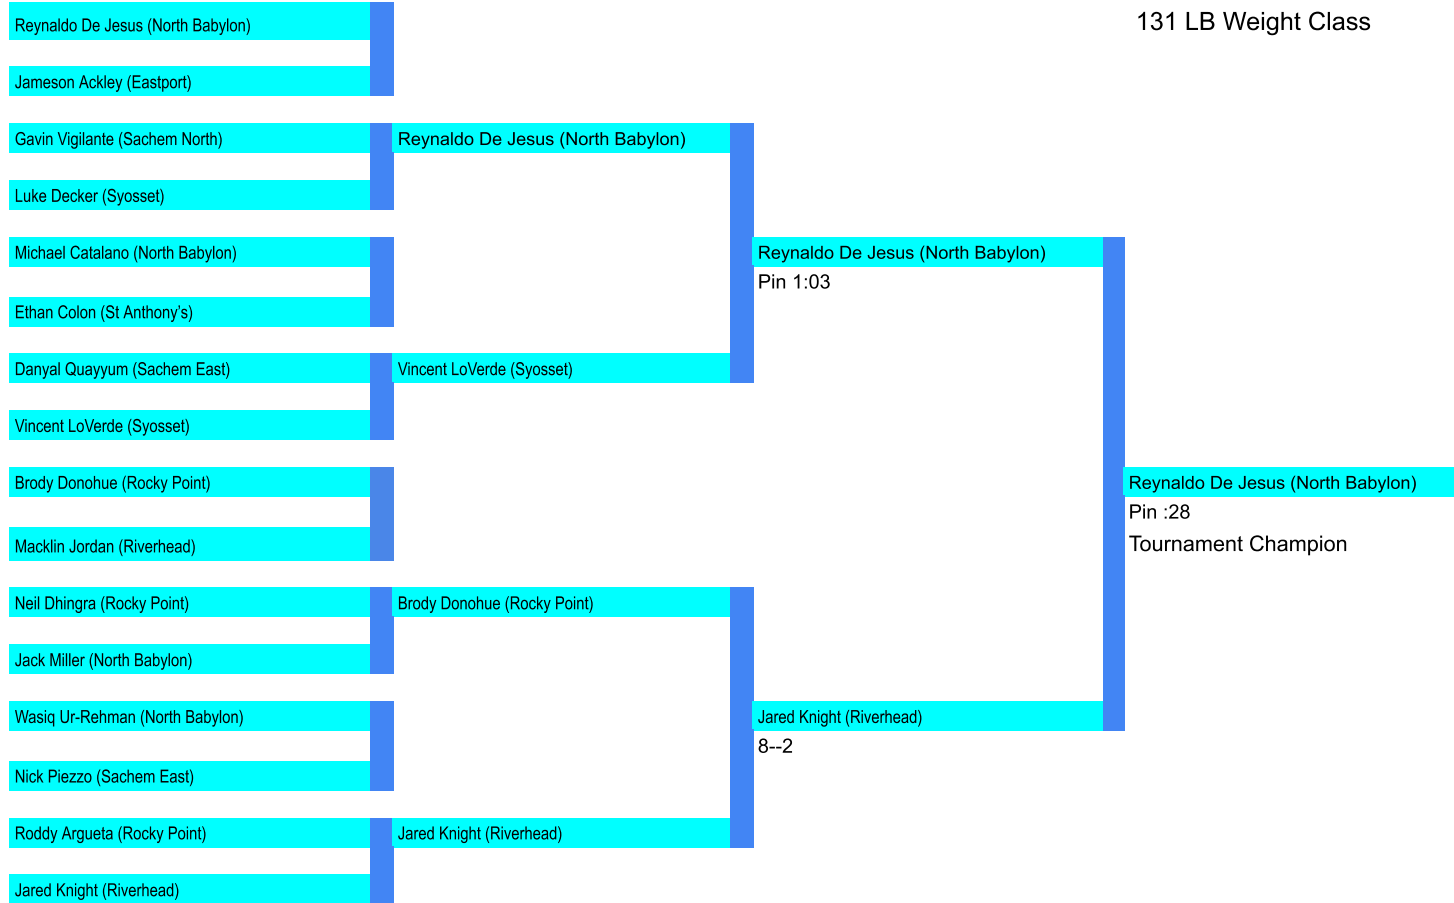 Reynaldo De Jesus (North Babylon)
131 LB Weight Class
Jameson Ackley (Eastport)
Gavin Vigilante (Sachem North)
Reynaldo De Jesus (North Babylon)
Luke Decker (Syosset)
Michael Catalano (North Babylon)
Reynaldo De Jesus (North Babylon)
Pin 1:03
Ethan Colon (St Anthony’s)
Danyal Quayyum (Sachem East)
Vincent LoVerde (Syosset)
Vincent LoVerde (Syosset)
Brody Donohue (Rocky Point)
Reynaldo De Jesus (North Babylon)
Pin :28
Macklin Jordan (Riverhead)
Tournament Champion
Neil Dhingra (Rocky Point)
Brody Donohue (Rocky Point)
Jack Miller (North Babylon)
Wasiq Ur-Rehman (North Babylon)
Jared Knight (Riverhead)
8--2
Nick Piezzo (Sachem East)
Roddy Argueta (Rocky Point)
Jared Knight (Riverhead)
Jared Knight (Riverhead)